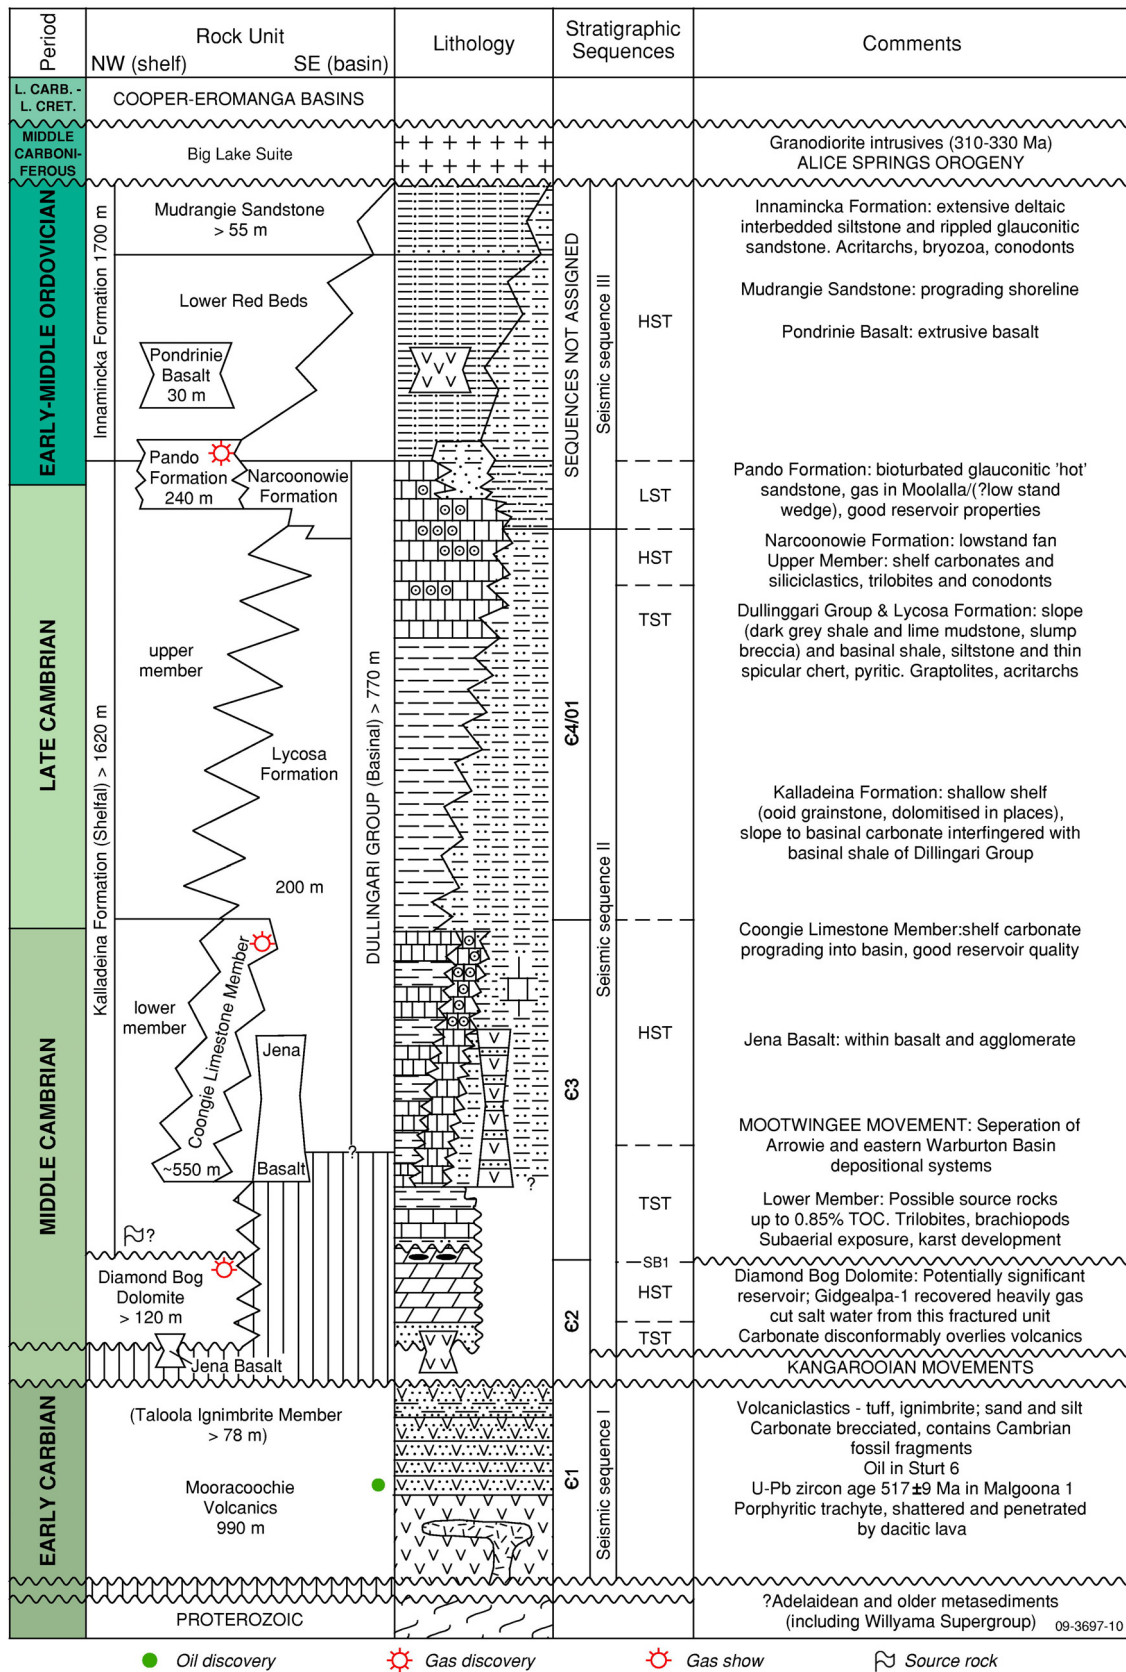 Period
Rock Unit
NW (shelf)
SE (basin)
Lithology
Stratigraphic
Sequences
Comments
L. CARB. -
L. CRET.
COOPER-EROMANGA BASINS
MIDDLE
CARBONI-
FEROUS
Big Lake Suite
Granodiorite intrusives (310-330 Ma)
ALICE SPRINGS OROGENY
EARLY-MIDDLE ORDOVICIAN
Innamincka Formation 1700 m
Mudrangie Sandstone
> 55 m
Lower Red Beds
Pondrinie
Basalt
30 m
Pando
Formation
240 m
Narcoonowie
Formation
SEQUENCES NOT ASSIGNED
Seismic sequence III
HST
LST
Innamincka Formation: extensive deltaic
interbedded siltstone and rippled glauconitic
sandstone. Acritarchs, bryozoa, conodonts
Mudrangie Sandstone: prograding shoreline
Pondrinie Basalt: extrusive basalt
Pando Formation: bioturbated glauconitic 'hot'
sandstone, gas in Moolalla/(?low stand
wedge), good reservoir properties
LATE CAMBRIAN
Kalladeina Formation (Shelfal) > 1620 m
upper
member
Lycosa
Formation
200 m
DULLINGARI GROUP (Basinal) > 770 m
Є4/01
Seismic sequence II
HST
TST
Narcoonowie Formation: lowstand fan
Upper Member: shelf carbonates and
siliciclastics, trilobites and conodonts
Dullinggari Group & Lycosa Formation: slope
(dark grey shale and lime mudstone, slump
breccia) and basinal shale, siltstone and thin
spicular chert, pyritic. Graptolites, acritarchs
Kalladeina Formation: shallow shelf
(ooid grainstone, dolomitised in places),
slope to basinal carbonate interfingered with
basinal shale of Dillingari Group
MIDDLE CAMBRIAN
lower
member
Coongie Limestone Member
~550 m
Jena
Basalt
?
?
?
Є3
HST
TST
Coongie Limestone Member:shelf carbonate
prograding into basin, good reservoir quality
Jena Basalt: within basalt and agglomerate
MOOTWINGEE MOVEMENT: Seperation of
Arrowie and eastern Warburton Basin
depositional systems
Lower Member: Possible source rocks
up to 0.85% TOC. Trilobites, brachiopods
Subaerial exposure, karst development
Diamond Bog
Dolomite
> 120 m
Jena Basalt
Є2
SB1
HST
TST
Diamond Bog Dolomite: Potentially significant
reservoir; Gidgealpa-1 recovered heavily gas
cut salt water from this fractured unit
Carbonate disconformably overlies volcanics
KANGAROOIAN MOVEMENTS
EARLY CARBIAN
(Taloola Ignimbrite Member
> 78 m)
Mooracoochie
Volcanics
990 m
Є1
Seismic sequence I
Volcaniclastics - tuff, ignimbrite; sand and silt
Carbonate brecciated, contains Cambrian
fossil fragments
Oil in Sturt 6
U-Pb zircon age 517±9 Ma in Malgoona 1
Porphyritic trachyte, shattered and penetrated
by dacitic lava
PROTEROZOIC
?Adelaidean and older metasediments
(including Willyama Supergroup)
09-3697-10
Oil discovery
Gas discovery
Gas show
Source rock